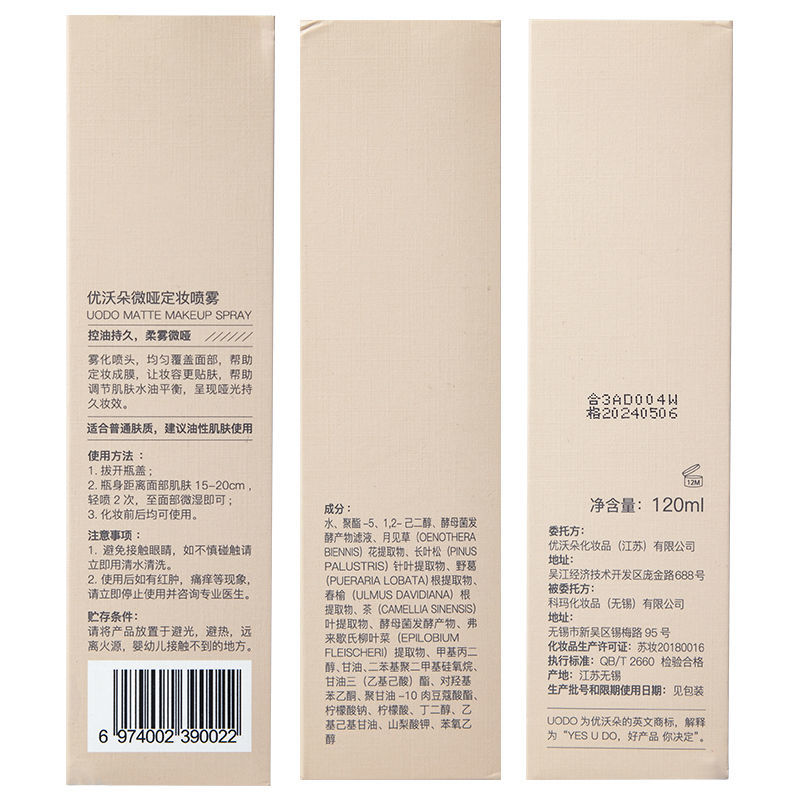 优沃朵微哑定妆喷雾
UODO MATTE MAKEUP SPRAY
控油持久，柔雾微哑
雾化喷头，均匀覆盖面部，帮助
定妆成膜，让妆容更贴肤，帮助
调节肌肤水油平衡，呈现哑光持
久妆效。
适合普通肤质，建议油性肌肤使用
使用方法：
1. 拔开瓶盖；
2. 瓶身距离面部肌肤 15-20cm，
轻喷 2 次，至面部微湿即可；
3. 化妆前后均可使用。
注意事项：
1. 避免接触眼睛，如不慎碰触请
立即用清水清洗。
2. 使用后如有红肿，瘙痒等现象，
请立即停止使用并咨询专业医生。
贮存条件：
请将产品放置于避光，避热，远
离火源，婴幼儿接触不到的地方。
6 974002 390022
成分：
水、聚酯-5、1,2-己二醇、酵母菌发
酵产物滤液、月见草 (OENOTHERA
BIENNIS) 花提取物、长叶松 (PINUS
PALUSTRIS) 针叶提取物、野葛
(PUERARIA LOBATA) 根提取物、
春榆 (ULMUS DAVIDIANA) 根
提取物、茶 (CAMELLIA SINENSIS)
叶提取物、酵母菌发酵产物、弗
来歇氏柳叶菜 (EPILOBIUM
FLEISCHERI) 提取物、甲基丙二
醇、甘油、二苯基聚二甲基硅氧烷、
甘油三（乙基己酸）酯、对羟基
苯乙酮、聚甘油-10 肉豆蔻酸酯、
柠檬酸钠、柠檬酸、丁二醇、乙
基己基甘油、山梨酸钾、苯氧乙
醇
合3AD004W
格20240506
12M
净含量：120ml
委托方：
优沃朵化妆品（江苏）有限公司
地址：
吴江经济技术开发区庞金路688号
被委托方：
科玛化妆品（无锡）有限公司
地址：
无锡市新吴区锡梅路 95 号
化妆品生产许可证：苏妆20180016
执行标准：QB/T 2660 检验合格
产地：江苏无锡
生产批号和限期使用日期：见包装
UODO 为优沃朵的英文商标，解释
为 “YES U DO，好产品 你决定”。